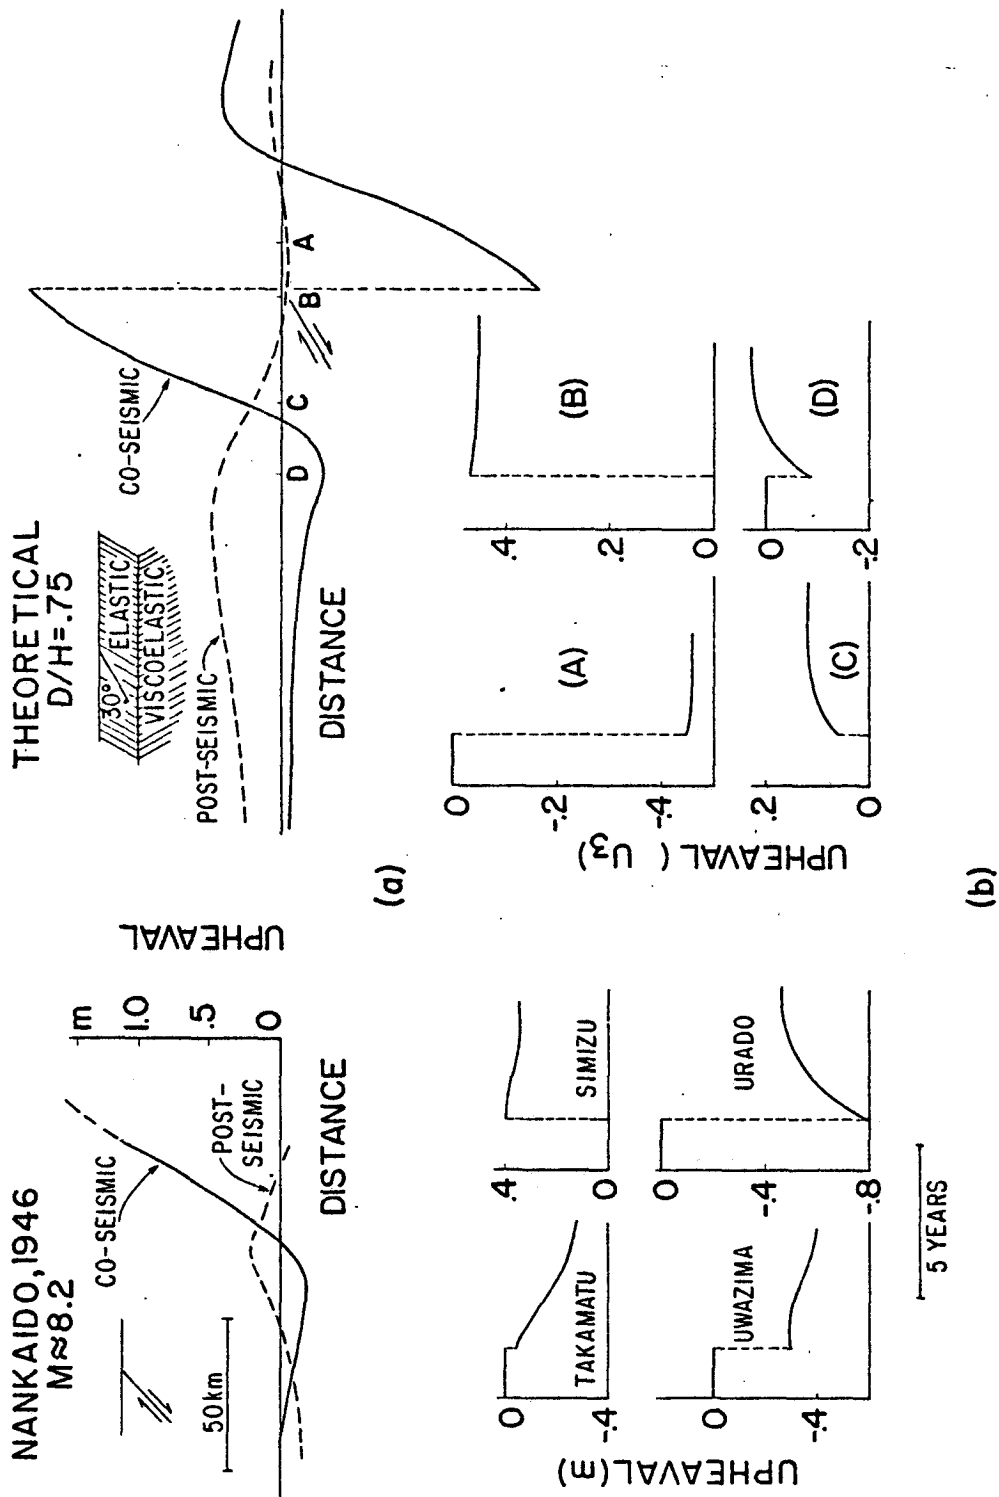 NANKAIDO, 1946
M≈8.2
CO-SEISMIC
POST-
SEISMIC
50km
m
1.0
.5
0
DISTANCE
UPHEAVAL
THEORETICAL
D/H=.75
30°
ELASTIC
VISCOELASTIC
CO-SEISMIC
POST-SEISMIC
D
C
B
A
DISTANCE
(a)
UPHEAVAL(m)
0
-.4
TAKAMATU
.4
0
SIMIZU
0
-.4
UWAZIMA
0
-.4
-.8
URADO
5 YEARS
UPHEAVAL ( U3)
0
-.2
-.4
(A)
.4
0
(B)
.2
0
(C)
0
-.2
(D)
(b)